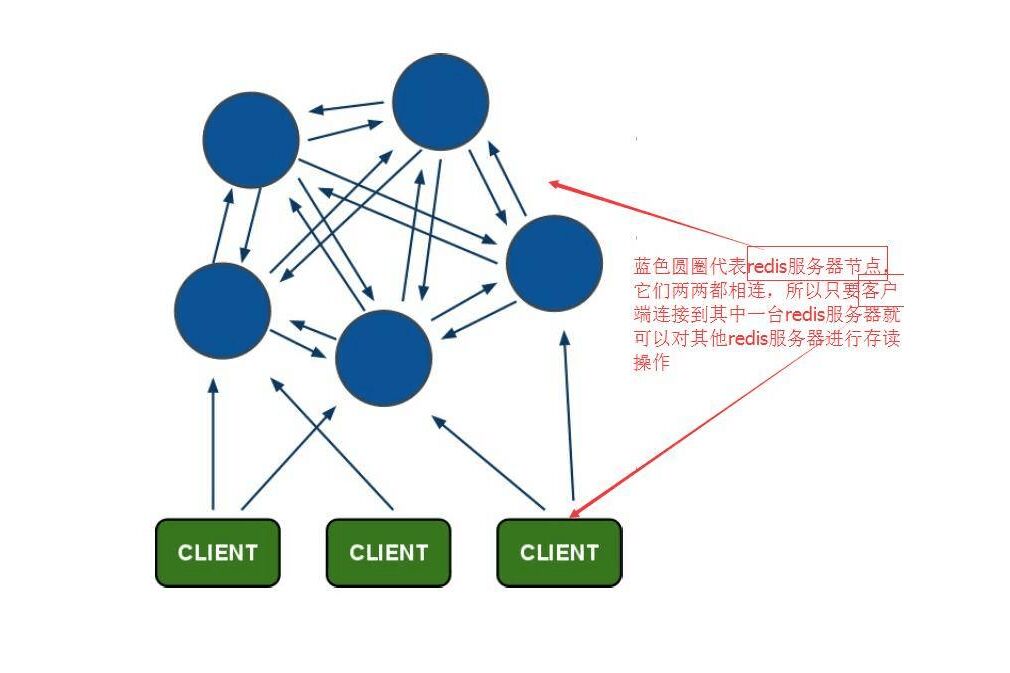 蓝色圆圈代表redis服务器节点，
它们两两都相连，所以只要客户
端连接到其中一台redis服务器就
可以对其他redis服务器进行存读
操作
CLIENT
CLIENT
CLIENT